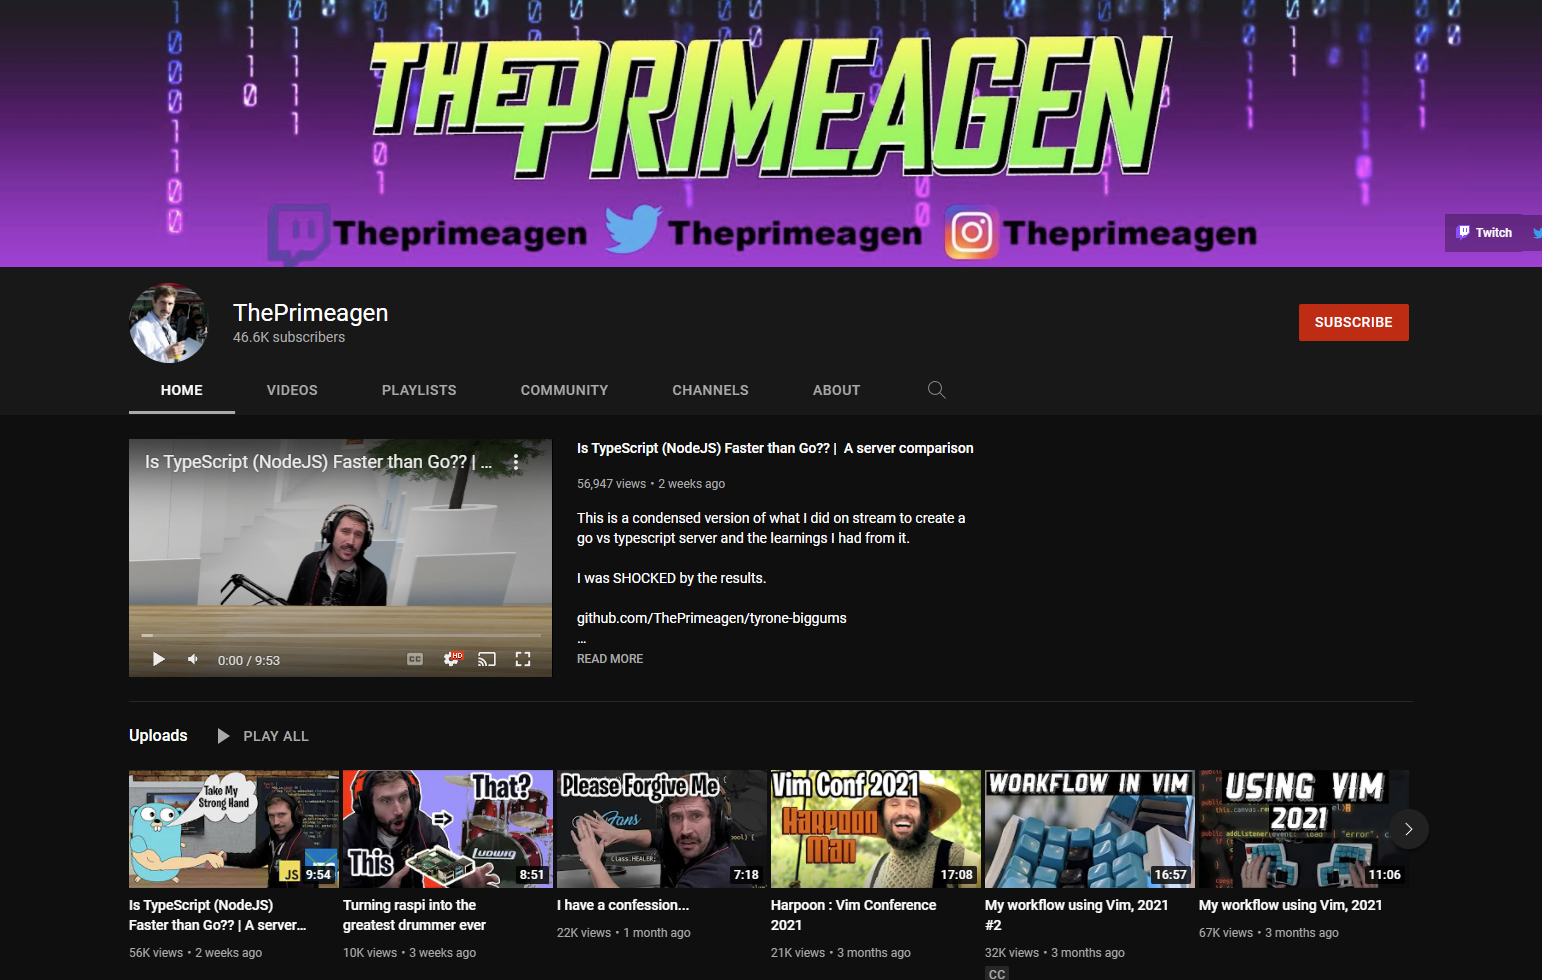 THEPRIMEAGEN
Theprimeagen Theprimeagen Theprimeagen
Twitch
ThePrimeagen
46.6K subscribers
SUBSCRIBE
HOME VIDEOS PLAYLISTS COMMUNITY CHANNELS ABOUT
Is TypeScript (NodeJS) Faster than Go?? | ...
0:00 / 9:53
CC
HD
Is TypeScript (NodeJS) Faster than Go?? | A server comparison
56,947 views • 2 weeks ago
This is a condensed version of what I did on stream to create a
go vs typescript server and the learnings I had from it.
I was SHOCKED by the results.
github.com/ThePrimeagen/tyrone-biggums
...
READ MORE
Uploads PLAY ALL
Take My
Strong Hand
JS
9:54
Is TypeScript (NodeJS)
Faster than Go?? | A server...
56K views • 2 weeks ago
That?
This
Ludwig
8:51
Turning raspi into the
greatest drummer ever
10K views • 3 weeks ago
Please Forgive Me
Fans
Class.HEALER;
7:18
I have a confession...
22K views • 1 month ago
Vim Conf 2021
Harpoon
Man
17:08
Harpoon : Vim Conference
2021
21K views • 3 months ago
WORKFLOW IN VIM
16:57
My workflow using Vim, 2021
#2
32K views • 3 months ago
CC
USING VIM
2021
11:06
My workflow using Vim, 2021
67K views • 3 months ago